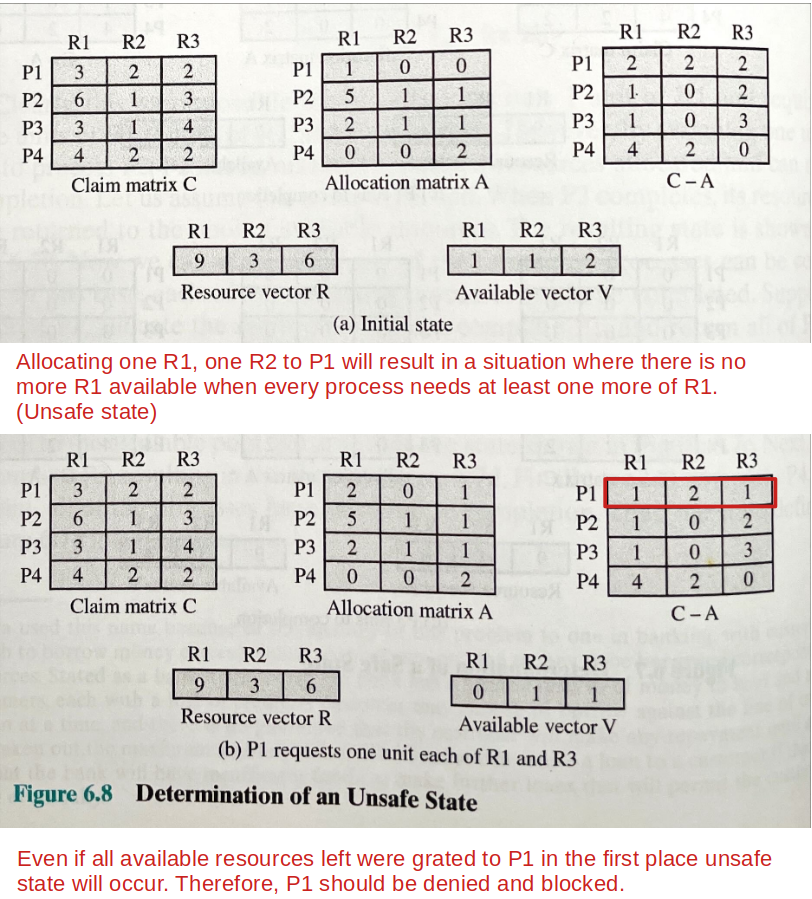 R1 R2 R3 R1 R2 R3 R1 R2 R3
P1 3 2 2 P1 1 0 0 P1 2 2 2
P2 6 1 3 P2 5 1 1 P2 1 0 2
P3 3 1 4 P3 2 1 1 P3 1 0 3
P4 4 2 2 P4 0 0 2 P4 4 2 0
Claim matrix C Allocation matrix A C – A
R1 R2 R3 R1 R2 R3
9 3 6 1 1 2
Resource vector R Available vector V
(a) Initial state
Allocating one R1, one R2 to P1 will result in a situation where there is no
more R1 available when every process needs at least one more of R1.
(Unsafe state)
R1 R2 R3 R1 R2 R3 R1 R2 R3
P1 3 2 2 P1 2 0 1 P1 1 2 1
P2 6 1 3 P2 5 1 1 P2 1 0 2
P3 3 1 4 P3 2 1 1 P3 1 0 3
P4 4 2 2 P4 0 0 2 P4 4 2 0
Claim matrix C Allocation matrix A C – A
R1 R2 R3 R1 R2 R3
9 3 6 0 1 1
Resource vector R Available vector V
(b) P1 requests one unit each of R1 and R3
Figure 6.8 Determination of an Unsafe State
Even if all available resources left were grated to P1 in the first place unsafe
state will occur. Therefore, P1 should be denied and blocked.